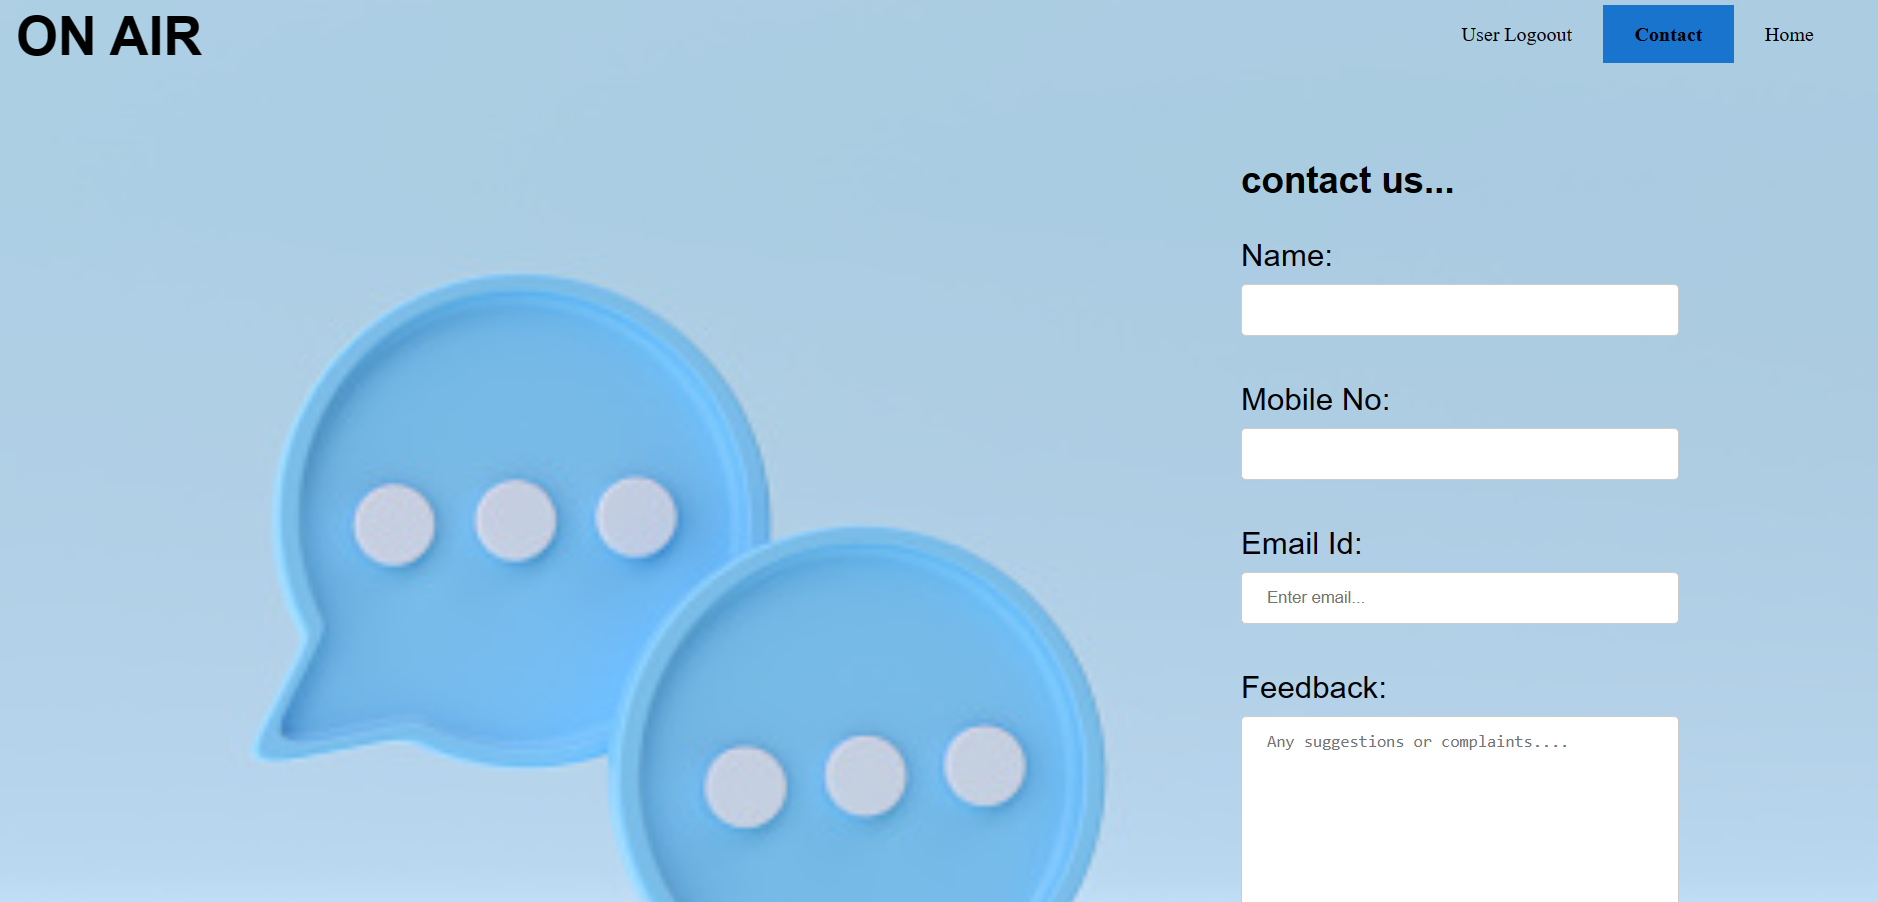 ON AIR
User Logoout
Contact
Home
contact us...
Name:
Mobile No:
Email Id:
Enter email...
Feedback:
Any suggestions or complaints....